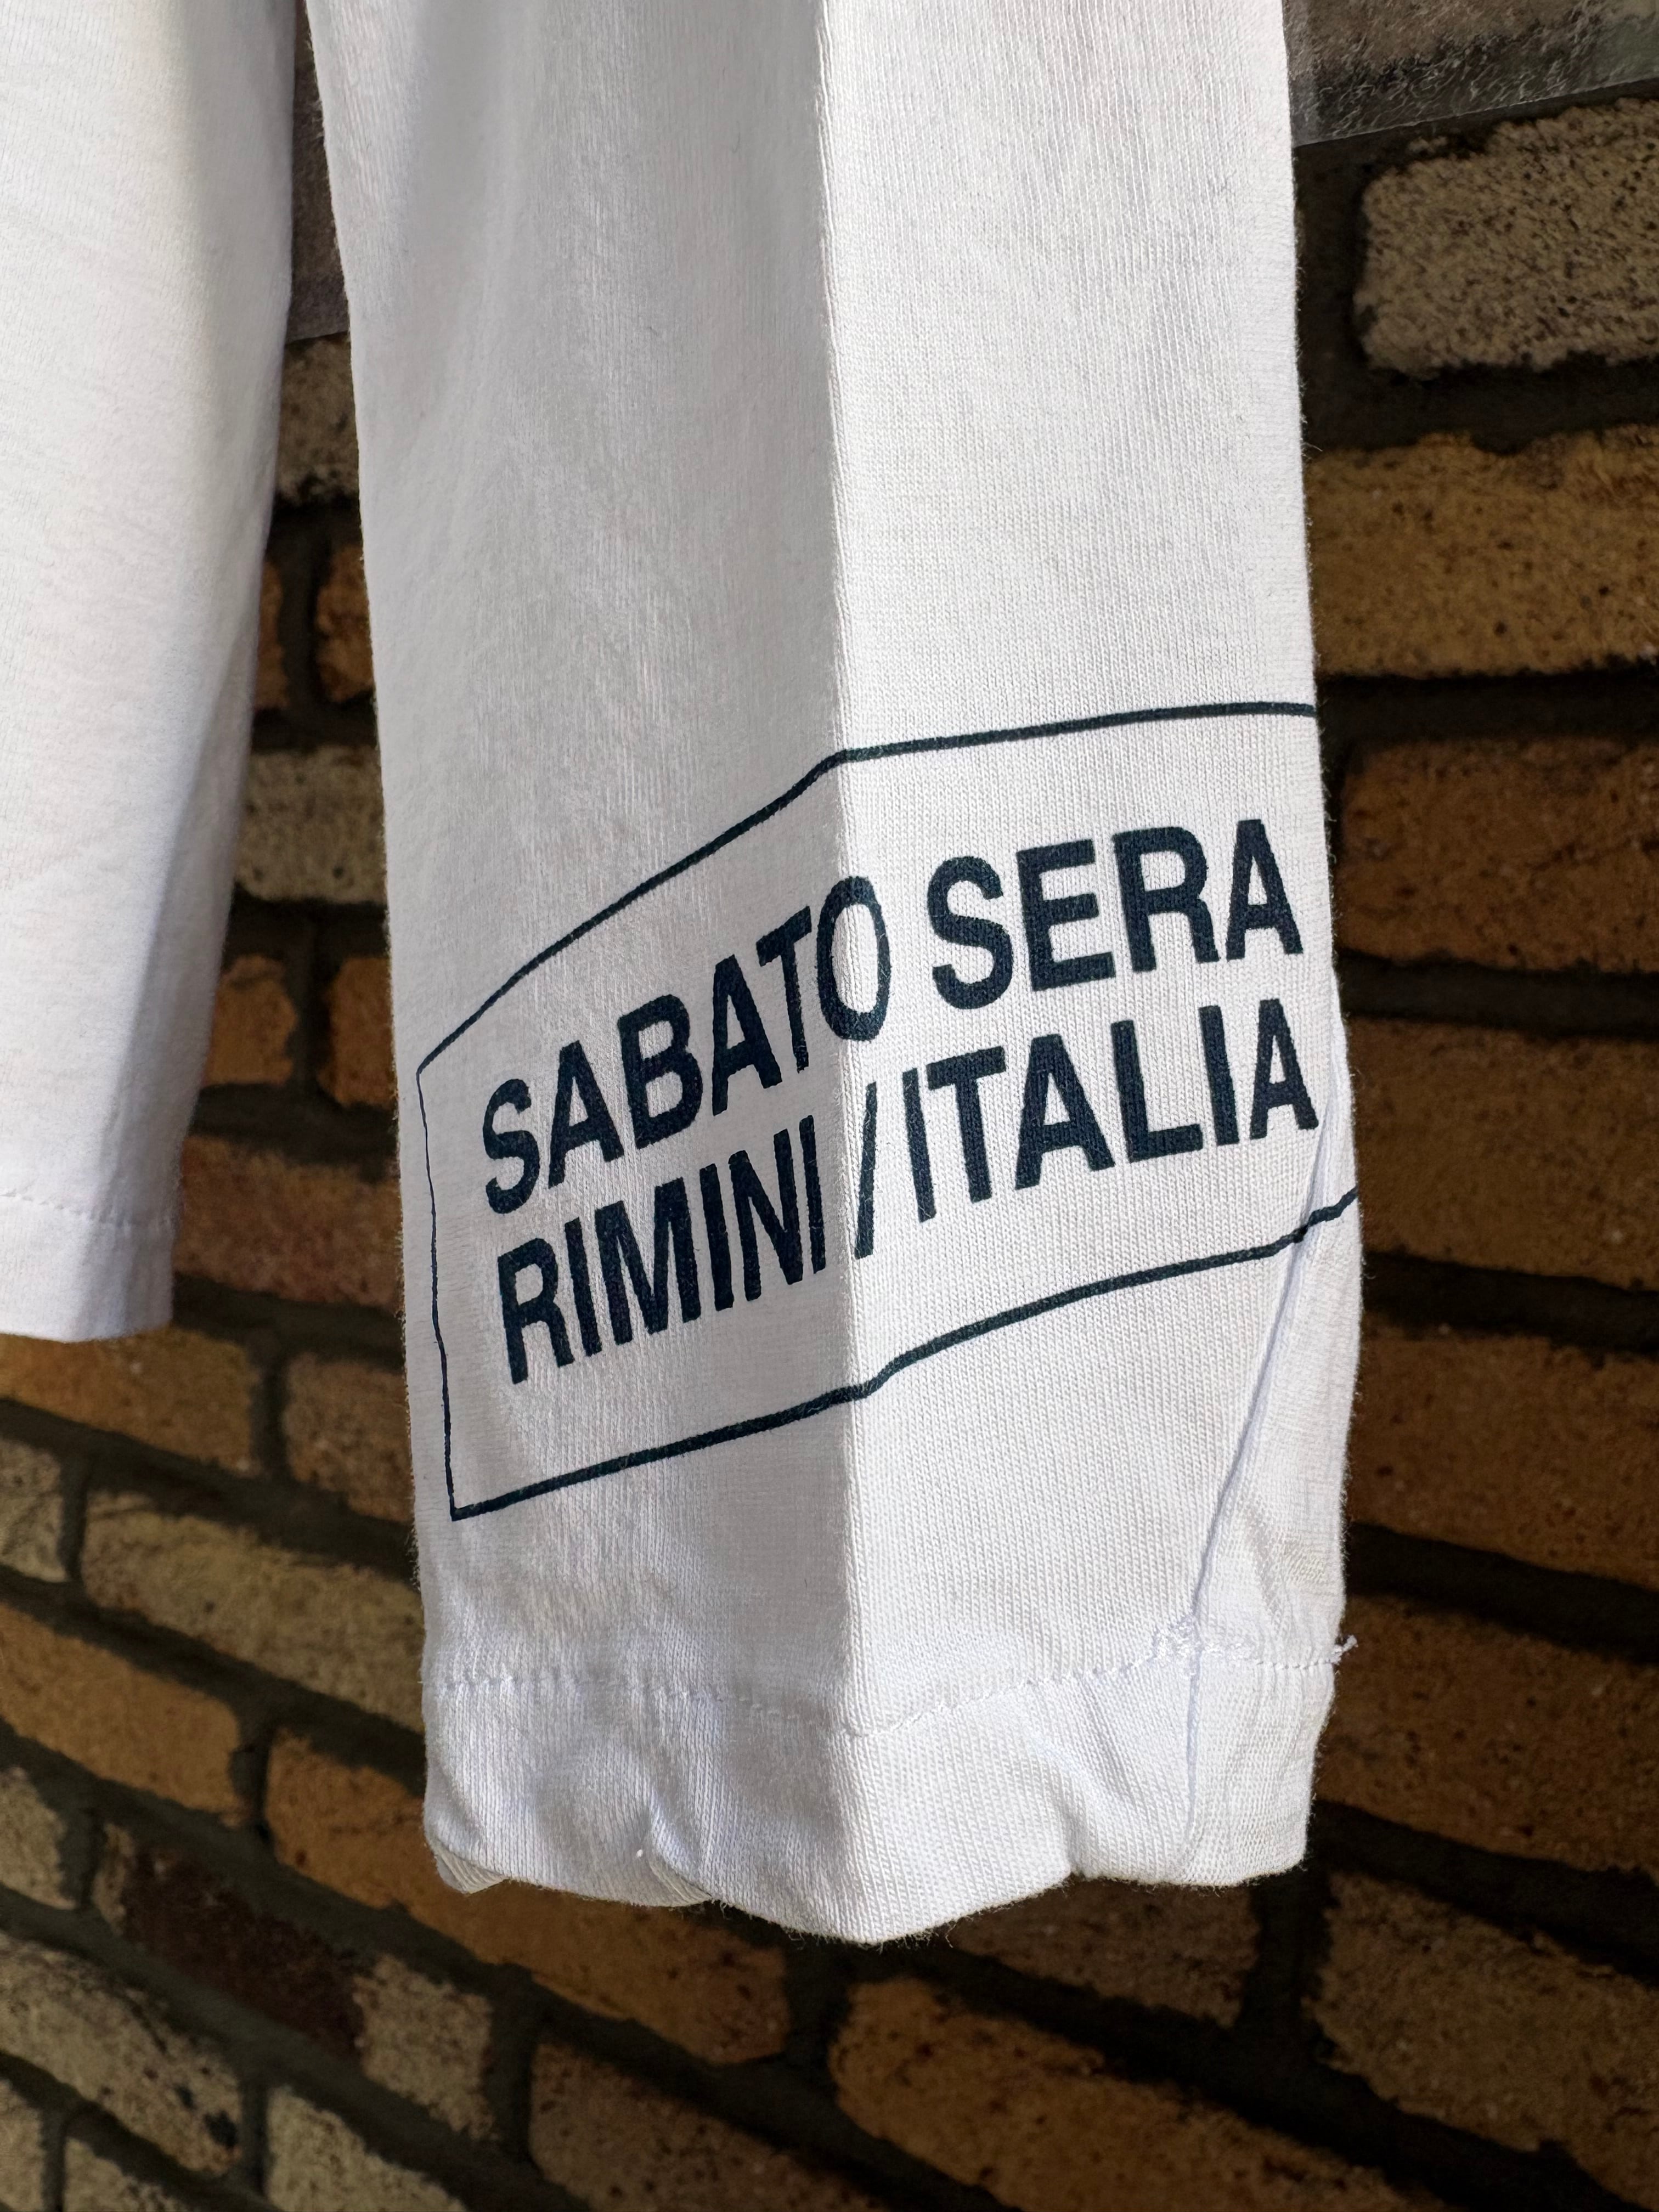 SABATO SERA
RIMINI / ITALIA